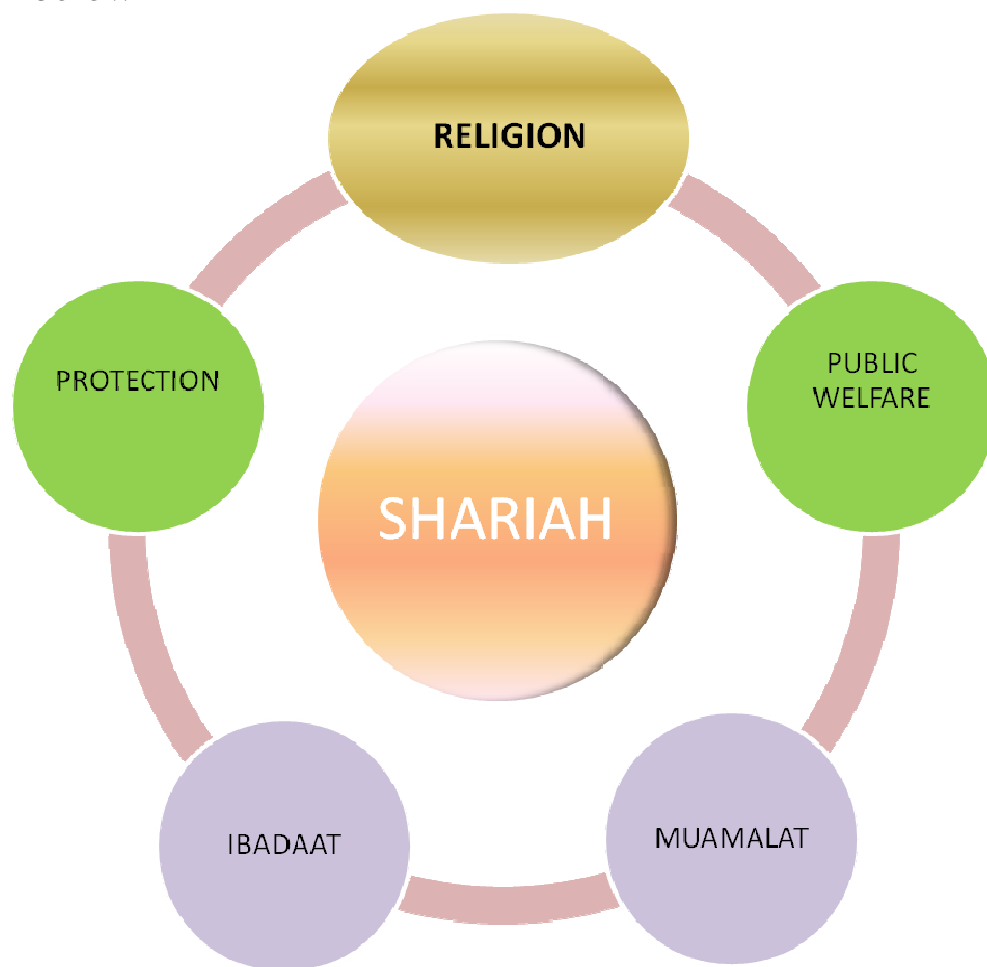 RELIGION
PROTECTION
PUBLIC
WELFARE
SHARIAH
IBADAAT
MUAMALAT